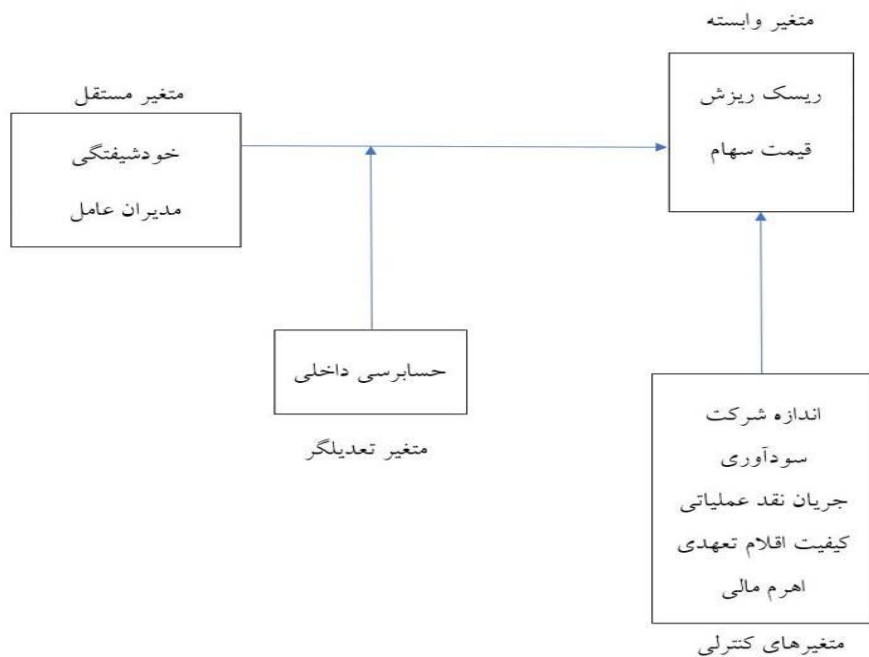 متغیر وابسته
ریسک ریزش
قیمت سهام
متغیر مستقل
خودشیفتگی
مدیران عامل
حسابرسی داخلی
متغیر تعدیلگر
اندازه شرکت
سودآوری
جریان نقد عملیاتی
کیفیت اقلام تعهدی
اهرم مالی
متغیرهای کنترلی